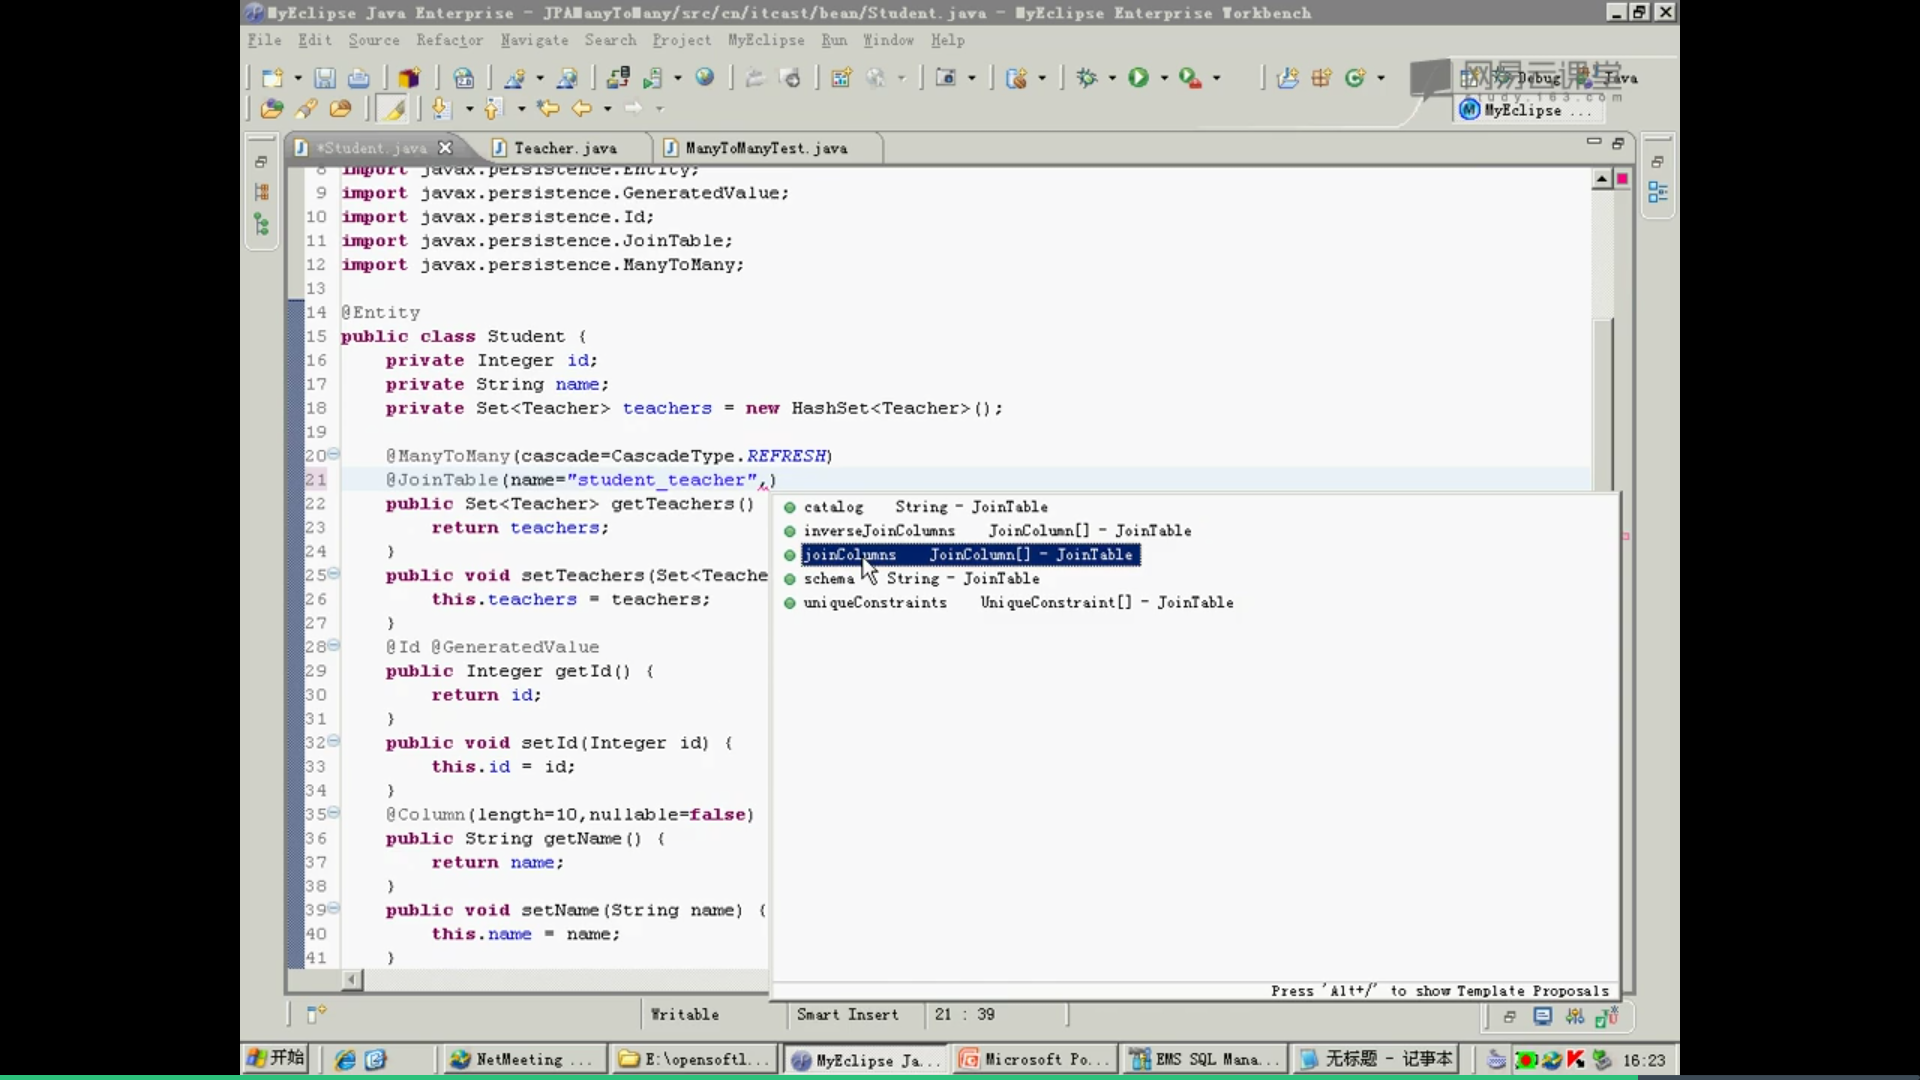 MyEclipse Java Enterprise - JPAManyToMany/src/cn/itcast/bean/Student.java - MyEclipse Enterprise Workbench
File Edit Source Refactor Navigate Search Project MyEclipse Run Window Help
网易云课堂
study.163.com
Debug Java
MyEclipse ...
*Student.java Teacher.java ManyToManyTest.java
8 import javax.persistence.Entity;
9 import javax.persistence.GeneratedValue;
10 import javax.persistence.Id;
11 import javax.persistence.JoinTable;
12 import javax.persistence.ManyToMany;
13
14 @Entity
15 public class Student {
16 private Integer id;
17 private String name;
18 private Set<Teacher> teachers = new HashSet<Teacher>();
19
20 @ManyToMany(cascade=CascadeType.REFRESH)
21 @JoinTable(name="student_teacher",)
22 public Set<Teacher> getTeachers()
23 return teachers;
24 }
25 public void setTeachers(Set<Teache
26 this.teachers = teachers;
27 }
28 @Id @GeneratedValue
29 public Integer getId() {
30 return id;
31 }
32 public void setId(Integer id) {
33 this.id = id;
34 }
35 @Column(length=10,nullable=false)
36 public String getName() {
37 return name;
38 }
39 public void setName(String name) {
40 this.name = name;
41 }
catalog String - JoinTable
inverseJoinColumns JoinColumn[] - JoinTable
joinColumns JoinColumn[] - JoinTable
schema String - JoinTable
uniqueConstraints UniqueConstraint[] - JoinTable
Press 'Alt+/' to show Template Proposals
Writable Smart Insert 21 : 39
开始 NetMeeting ... E:\opensoftl... MyEclipse Ja... Microsoft Po... EMS SQL Mana... 无标题 - 记事本 16:23